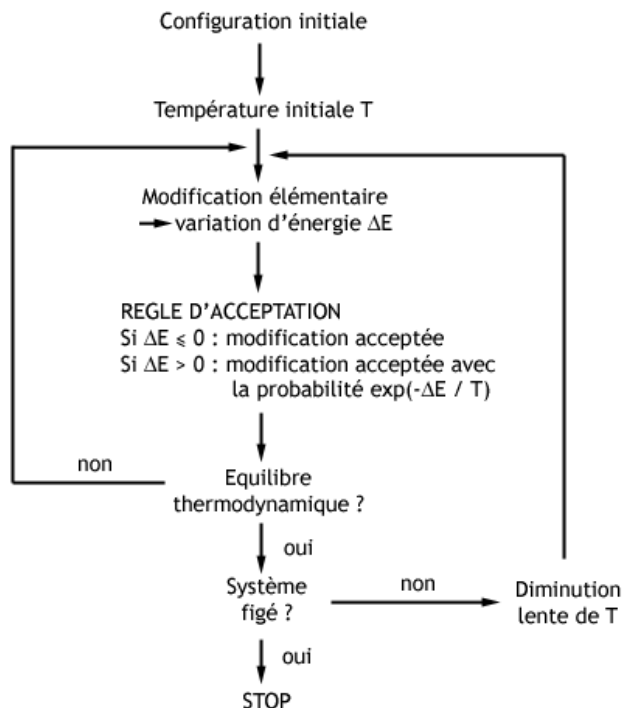 Configuration initiale
Température initiale T
Modification élémentaire
variation d'énergie ΔE
REGLE D'ACCEPTATION
Si ΔE ⩽ 0 : modification acceptée
Si ΔE > 0 : modification acceptée avec
la probabilité exp(-ΔE / T)
non
Equilibre
thermodynamique ?
oui
Système
figé ?
non
Diminution
lente de T
oui
STOP